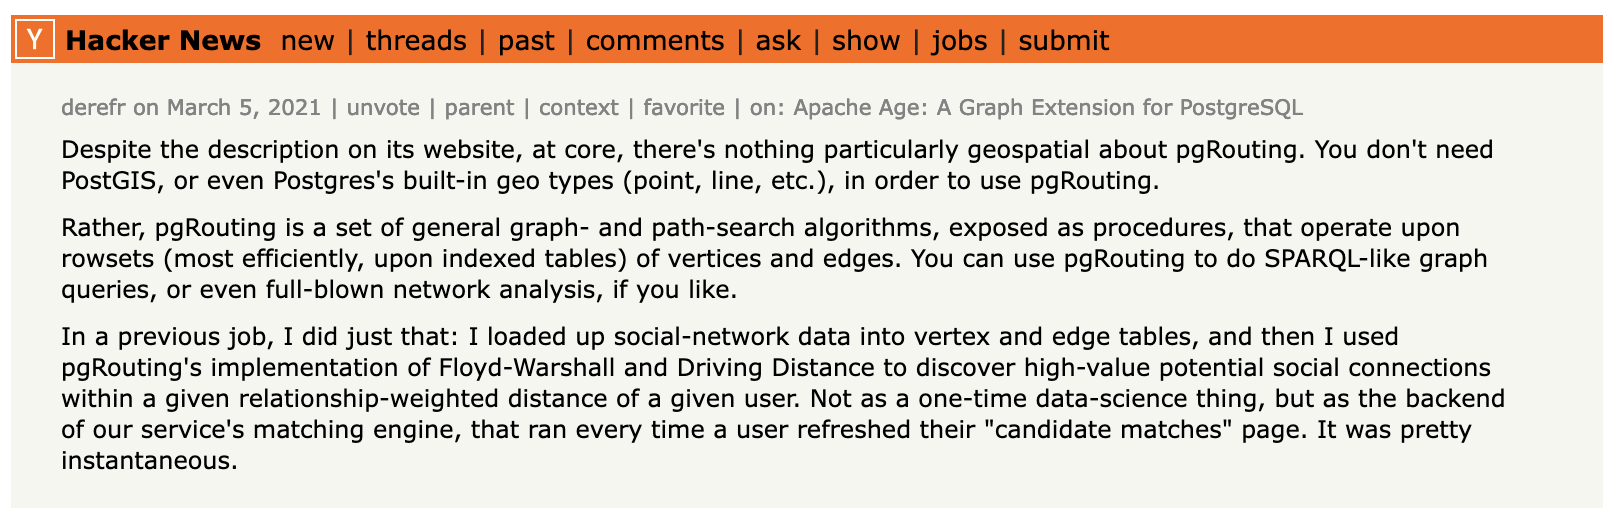 Y Hacker News new | threads | past | comments | ask | show | jobs | submit
derefr on March 5, 2021 | unvote | parent | context | favorite | on: Apache Age: A Graph Extension for PostgreSQL
Despite the description on its website, at core, there's nothing particularly geospatial about pgRouting. You don't need
PostGIS, or even Postgres's built-in geo types (point, line, etc.), in order to use pgRouting.
Rather, pgRouting is a set of general graph- and path-search algorithms, exposed as procedures, that operate upon
rowsets (most efficiently, upon indexed tables) of vertices and edges. You can use pgRouting to do SPARQL-like graph
queries, or even full-blown network analysis, if you like.
In a previous job, I did just that: I loaded up social-network data into vertex and edge tables, and then I used
pgRouting's implementation of Floyd-Warshall and Driving Distance to discover high-value potential social connections
within a given relationship-weighted distance of a given user. Not as a one-time data-science thing, but as the backend
of our service's matching engine, that ran every time a user refreshed their "candidate matches" page. It was pretty
instantaneous.